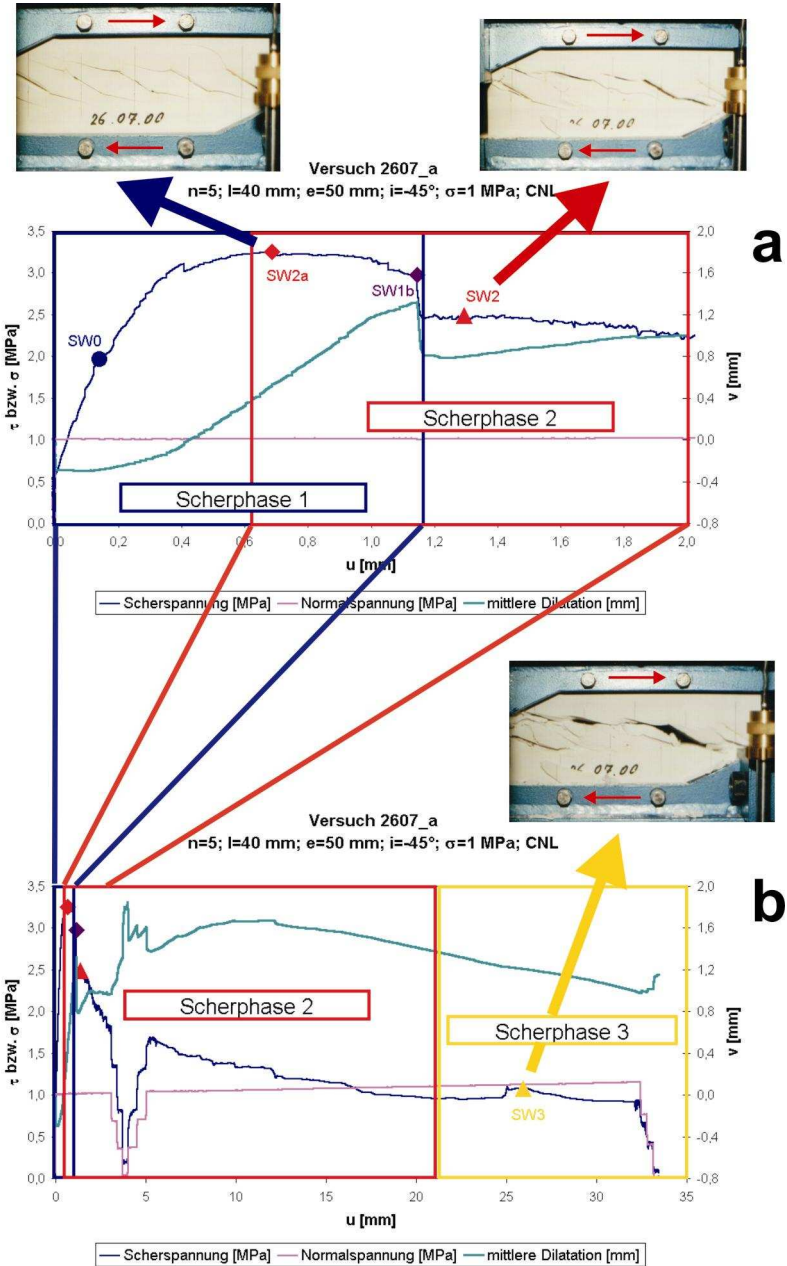 26.07.00
26.07.00
Versuch 2607_a
n=5; l=40 mm; e=50 mm; i=-45°; σ=1 MPa; CNL
a
3,5
3,0
2,5
2,0
1,5
1,0
0,5
0,0
τ bzw. σ [MPa]
2,0
1,6
1,2
0,8
0,4
0,0
-0,4
-0,8
v [mm]
SW0
SW2a
SW1b
SW2
Scherphase 2
Scherphase 1
0,0 0,2 0,4 0,6 0,8 1,0 1,2 1,4 1,6 1,8 2,0
u [mm]
Scherspannung [MPa] Normalspannung [MPa] mittlere Dilatation [mm]
26.07.00
Versuch 2607_a
n=5; l=40 mm; e=50 mm; i=-45°; σ=1 MPa; CNL
b
3,5
3,0
2,5
2,0
1,5
1,0
0,5
0,0
τ bzw. σ [MPa]
2,0
1,6
1,2
0,8
0,4
0,0
-0,4
-0,8
v [mm]
Scherphase 2
Scherphase 3
SW3
0 5 10 15 20 25 30 35
u [mm]
Scherspannung [MPa] Normalspannung [MPa] mittlere Dilatation [mm]